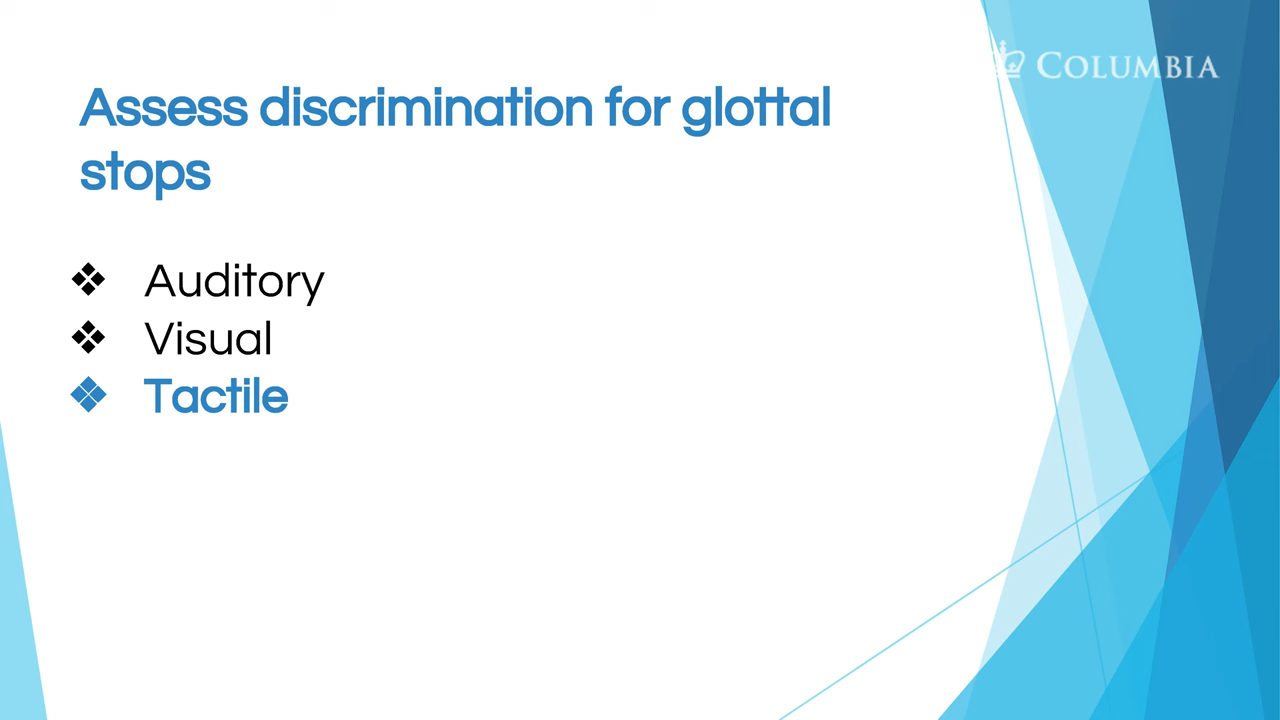 COLUMBIA
Assess discrimination for glottal
stops
❖ Auditory
❖ Visual
❖ Tactile